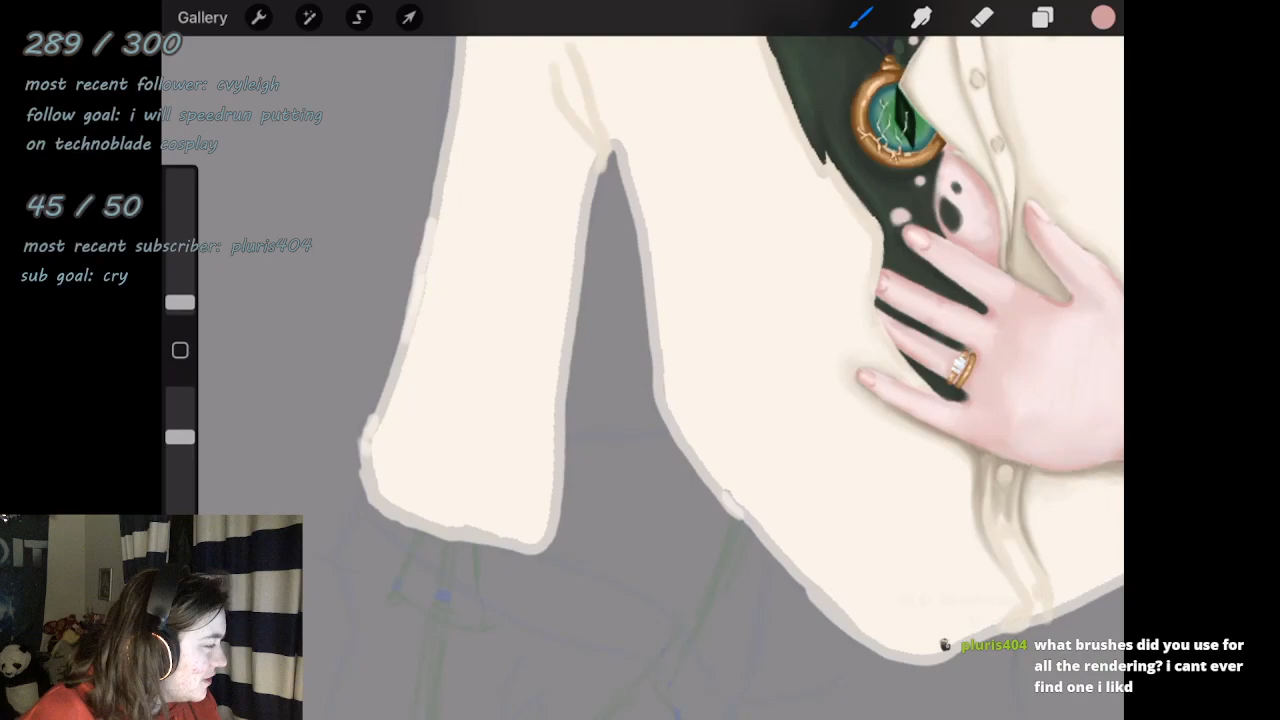 Gallery
289 / 300
most recent follower: cvyleigh
follow goal: i will speedrun putting
on technoblade cosplay
45 / 50
most recent subscriber: pluris404
sub goal: cry
pluris404 what brushes did you use for
all the rendering? i cant ever
find one i likd